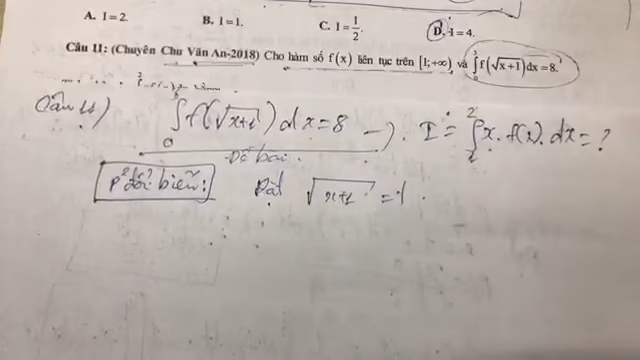 A. I = 2. B. I = 1. C. I = 1/2. D. I = 4.
Câu 11: (Chuyên Chu Văn An-2018) Cho hàm số f(x) liên tục trên [1;+∞) và ∫₀³ f(√x+1)dx = 8.
Câu 11) ∫₀³ f(√x+1) dx = 8 → I = ∫₁² x. f(x). dx = ?
Đề bài
P² đổi biến: Đặt √x+1 = t.